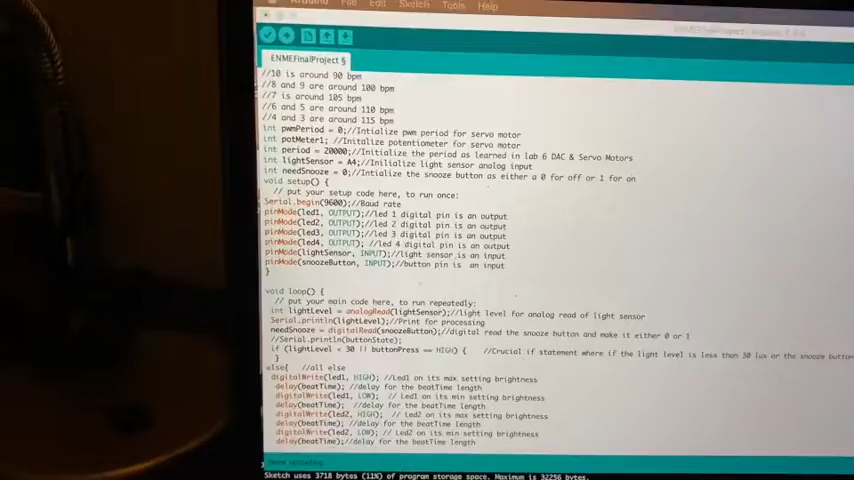 Arduino File Edit Sketch Tools Help
ENMEFinalProject §
//10 is around 90 bpm
//8 and 9 are around 100 bpm
//7 is around 105 bpm
//6 and 5 are around 110 bpm
//4 and 3 are around 115 bpm
int pwmPeriod = 0;//Intialize pwm period for servo motor
int potMeter1; //Initalize potentiometer for servo motor
int period = 20000;//Initialize the period as learned in lab 6 DAC & Servo Motors
int lightSensor = A4;//Inilialize light sensor analog input
int needSnooze = 0;//Intialize the snooze button as either a 0 for off or 1 for on
void setup() {
// put your setup code here, to run once:
Serial.begin(9600);//Baud rate
pinMode(led1, OUTPUT);//led 1 digital pin is an output
pinMode(led2, OUTPUT);//led 2 digital pin is an output
pinMode(led3, OUTPUT);//led 3 digital pin is an output
pinMode(led4, OUTPUT); //led 4 digital pin is an output
pinMode(lightSensor, INPUT);//light sensor is an input
pinMode(snoozeButton, INPUT);//button pin is an input
}
void loop() {
// put your main code here, to run repeatedly:
int lightLevel = analogRead(lightSensor);//light level for analog read of light sensor
Serial.println(lightLevel);//Print for processing
needSnooze = digitalRead(snoozeButton);//digital read the snooze button and make it either 0 or 1
//Serial.println(buttonState);
if (lightLevel < 30 || buttonPress == HIGH) { //Crucial if statement where if the light level is less than 30 lux or the snooze button
}
else{ //all else
digitalWrite(led1, HIGH); //Led1 on its max setting brightness
delay(beatTime); //delay for the beatTime length
digitalWrite(led1, LOW); // Led1 on its min setting brightness
delay(beatTime); //delay for the beatTime length
digitalWrite(led2, HIGH); // Led2 on its max setting brightness
delay(beatTime); //delay for the beatTime length
digitalWrite(led2, LOW); // Led2 on its min setting brightness
delay(beatTime);//delay for the beatTime length
Done uploading.
Sketch uses 3718 bytes (11%) of program storage space. Maximum is 32256 bytes.